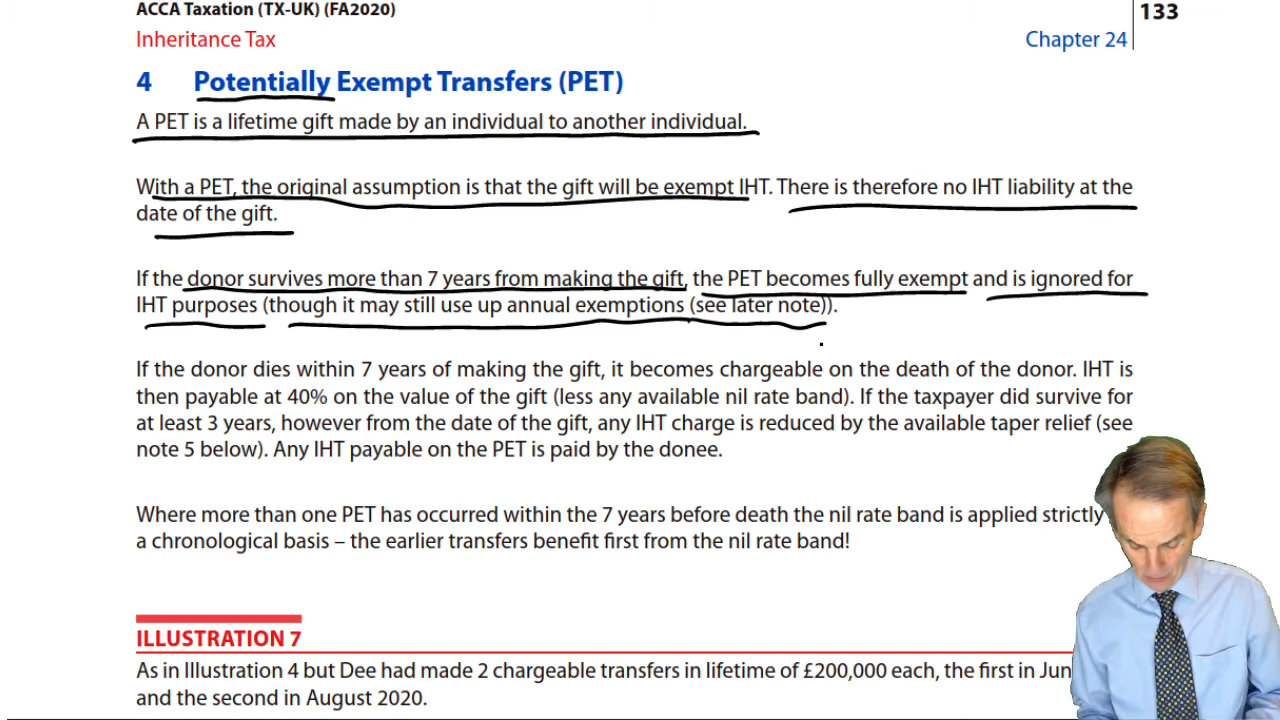 ACCA Taxation (TX-UK) (FA2020)
133
Inheritance Tax
Chapter 24
4 Potentially Exempt Transfers (PET)
A PET is a lifetime gift made by an individual to another individual.
With a PET, the original assumption is that the gift will be exempt IHT. There is therefore no IHT liability at the
date of the gift.
If the donor survives more than 7 years from making the gift, the PET becomes fully exempt and is ignored for
IHT purposes (though it may still use up annual exemptions (see later note)).
If the donor dies within 7 years of making the gift, it becomes chargeable on the death of the donor. IHT is
then payable at 40% on the value of the gift (less any available nil rate band). If the taxpayer did survive for
at least 3 years, however from the date of the gift, any IHT charge is reduced by the available taper relief (see
note 5 below). Any IHT payable on the PET is paid by the donee.
Where more than one PET has occurred within the 7 years before death the nil rate band is applied strictly
a chronological basis – the earlier transfers benefit first from the nil rate band!
ILLUSTRATION 7
As in Illustration 4 but Dee had made 2 chargeable transfers in lifetime of £200,000 each, the first in
and the second in August 2020.